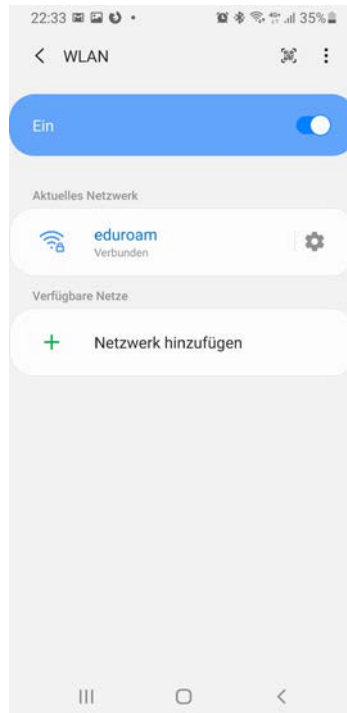 22:33 35%
WLAN
Ein
Aktuelles Netzwerk
eduroam
Verbunden
Verfügbare Netze
Netzwerk hinzufügen